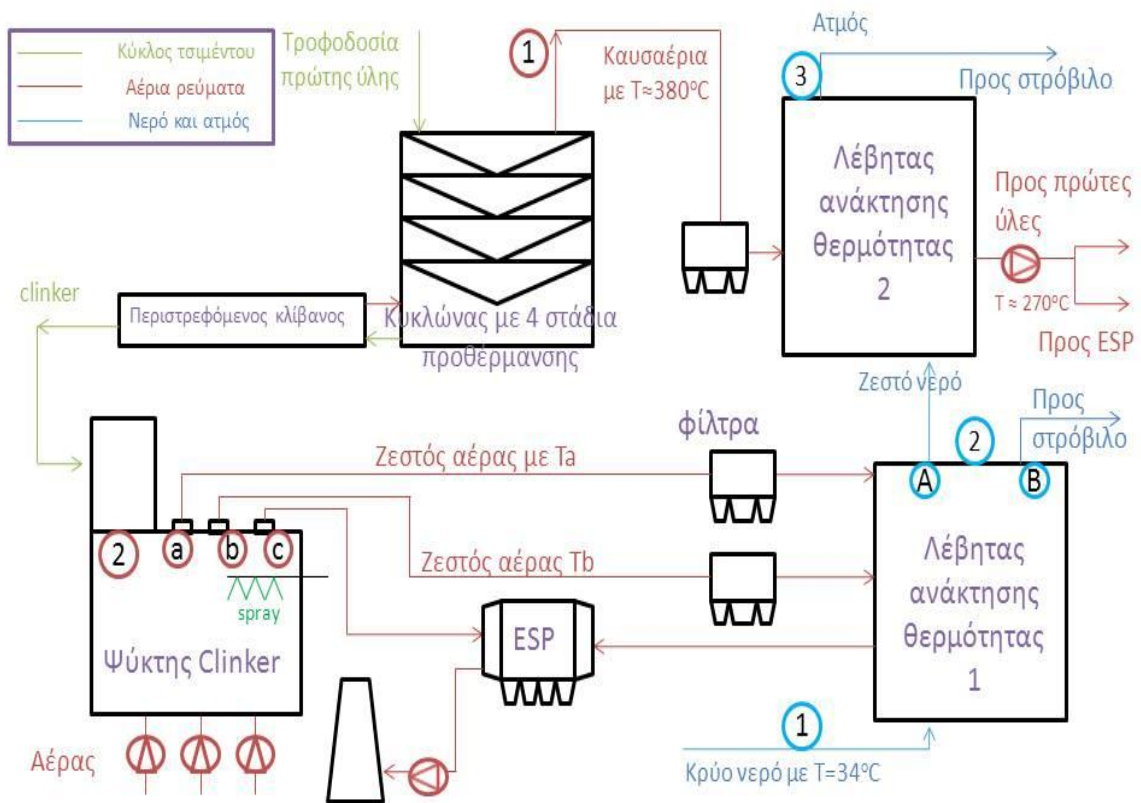 Κύκλος τσιμέντου
Αέρια ρεύματα
Νερό και ατμός
Τροφοδοσία
πρώτης ύλης
1
Καυσαέρια
με Τ≈380°C
Ατμός
3
Προς στρόβιλο
Λέβητας
ανάκτησης
θερμότητας
2
Προς πρώτες
ύλες
T ≈ 270°C
Προς ESP
clinker
Περιστρεφόμενος κλίβανος
Κυκλώνας με 4 στάδια
προθέρμανσης
Ζεστό νερό
Προς
στρόβιλο
2
A
B
φίλτρα
Ζεστός αέρας με Ta
2
a
b
c
Ζεστός αέρας Tb
spray
Ψύκτης Clinker
ESP
Λέβητας
ανάκτησης
θερμότητας
1
Αέρας
1
Κρύο νερό με Τ=34°C